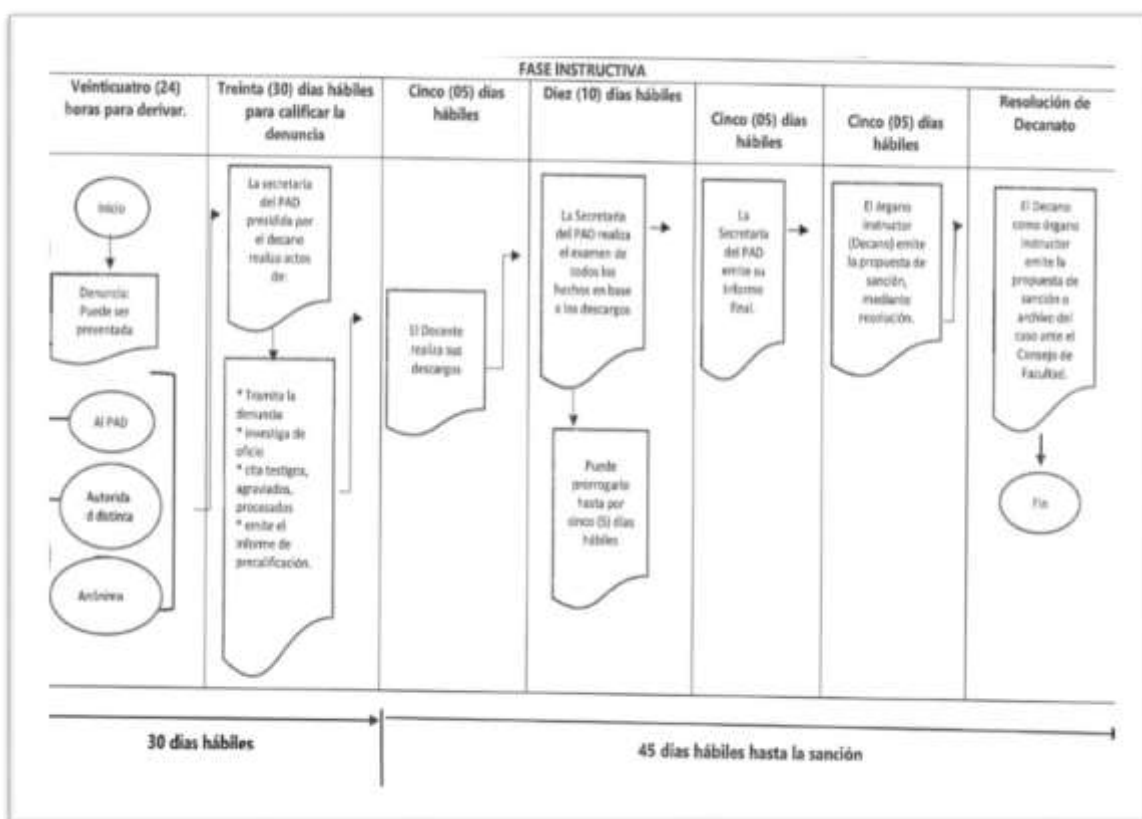 FASE INSTRUCTIVA
Veinticuatro (24)
horas para derivar.
Treinta (30) días hábiles
para calificar la
denuncia
Cinco (05) días
hábiles
Diez (10) días hábiles
Cinco (05) días
hábiles
Cinco (05) días
hábiles
Resolución de
Decanato
Inicio
Denuncia:
Puede ser
presentada
Al PAD
Autorida
d distinta
Anónima
La secretaría
del PAD
presidida por
el decano
realiza actos
de:
* Tramita la
denuncia
* investiga de
oficio
* cita testigos,
agraviados,
procesados
* emite el
informe de
precalificación.
El Docente
realiza sus
descargos
La Secretaria
del PAD realiza
el examen de
todos los
hechos en base
a los descargos
Puede
prorrogarlo
hasta por
cinco (5) días
hábiles
La
Secretaría
del PAD
emite su
Informe
Final.
El órgano
instructor
(Decano) emite
la propuesta de
sanción,
mediante
resolución.
El Decano
como órgano
instructor
emite la
propuesta de
sanción o
archivo del
caso ante el
Consejo de
Facultad.
Fin
30 días hábiles
45 días hábiles hasta la sanción